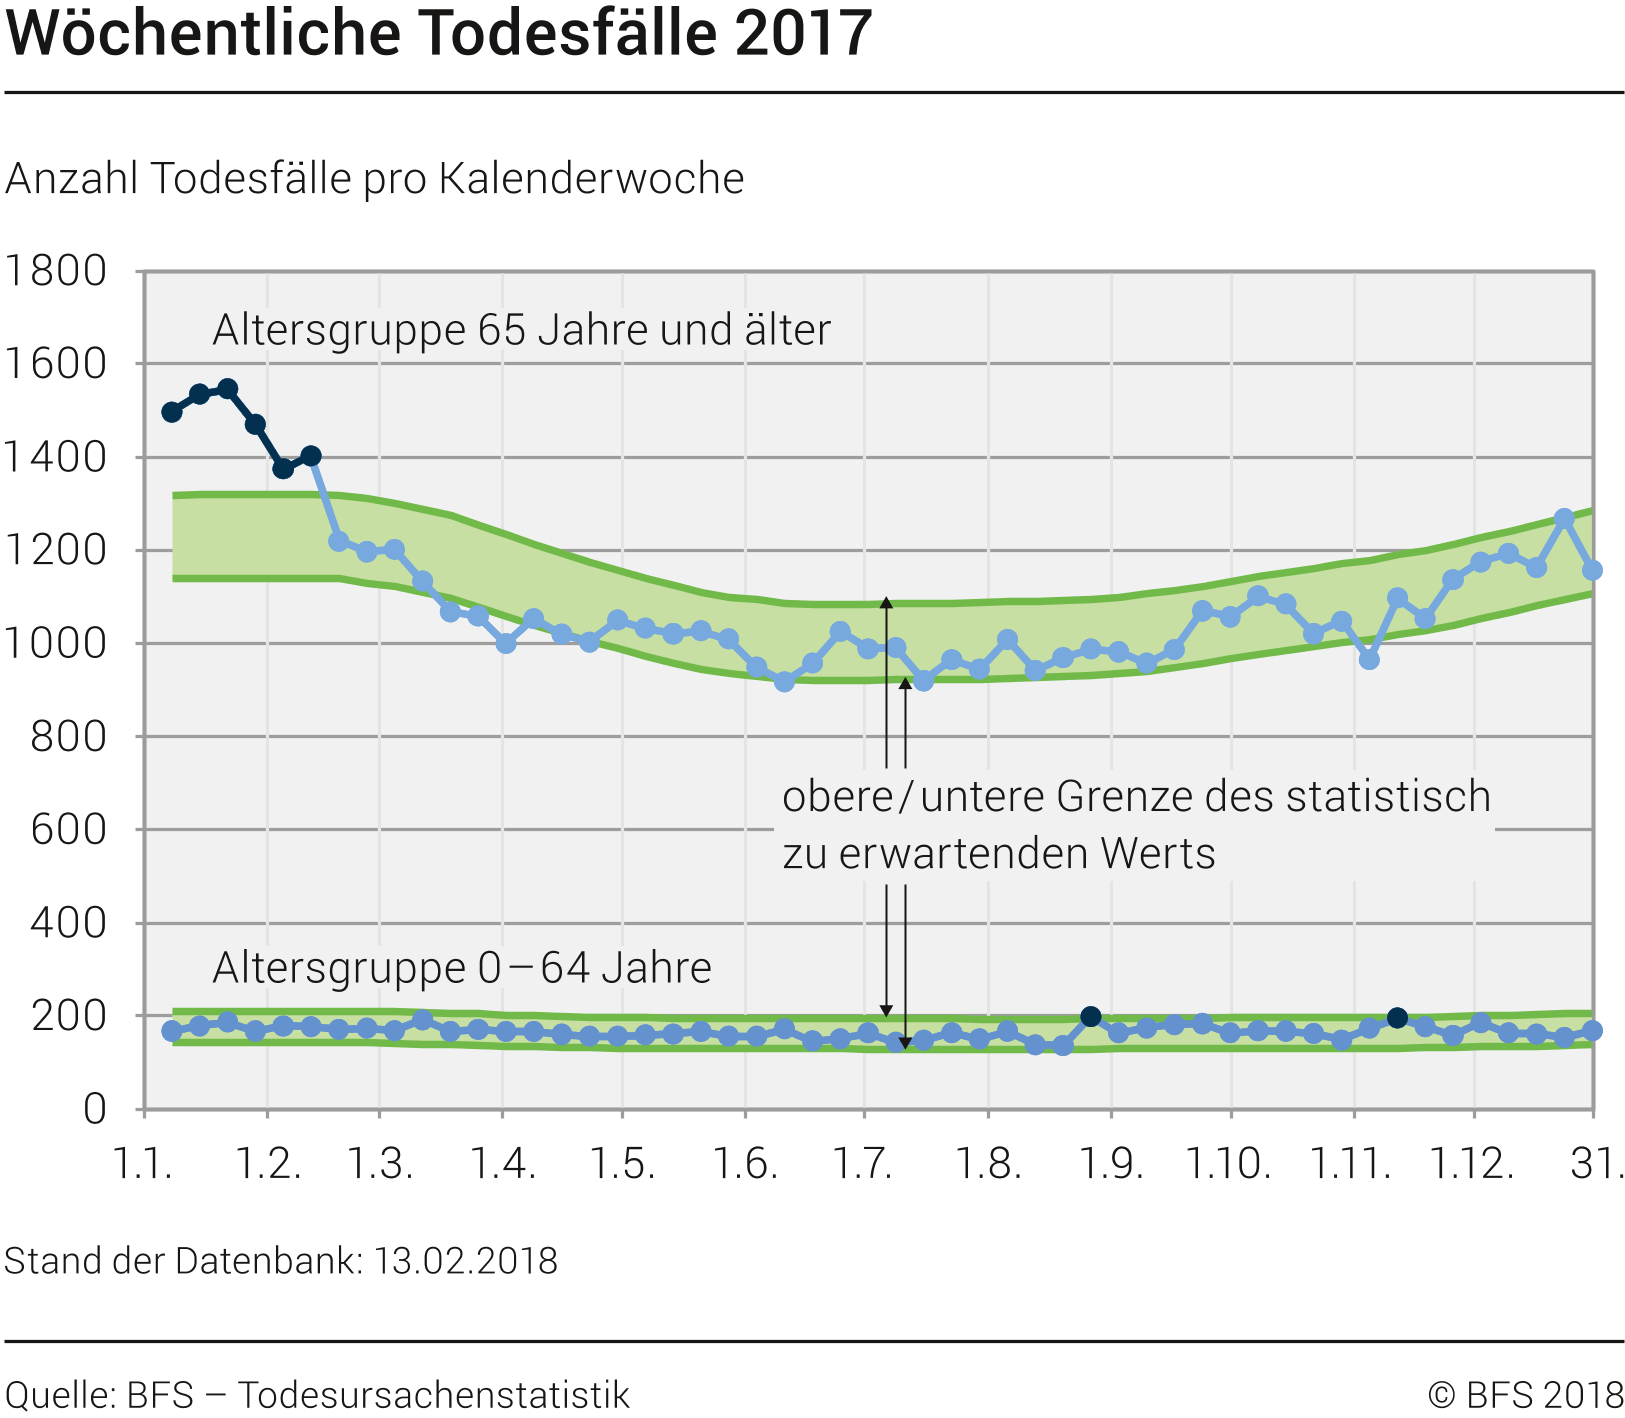 Wöchentliche Todesfälle 2017
Anzahl Todesfälle pro Kalenderwoche
1800
Altersgruppe 65 Jahre und älter
1600
1400
1200
1000
800
obere/untere Grenze des statistisch
600
zu erwartenden Werts
400
Altersgruppe 0–64 Jahre
200
0
1.1. 1.2. 1.3. 1.4. 1.5. 1.6. 1.7. 1.8. 1.9. 1.10. 1.11. 1.12. 31.
Stand der Datenbank: 13.02.2018
Quelle: BFS – Todesursachenstatistik
© BFS 2018